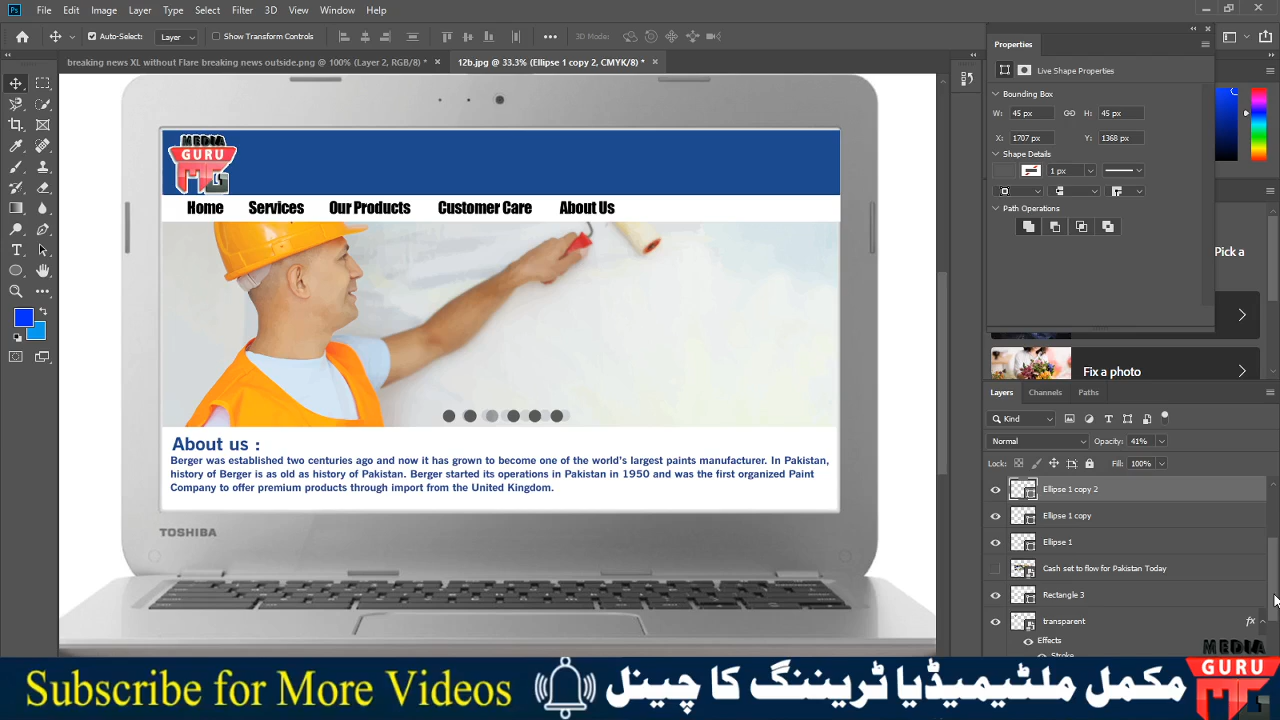 Ps File Edit Image Layer Type Select Filter 3D View Window Help
Auto-Select: Layer Show Transform Controls 3D Mode:
breaking news XL without Flare breaking news outside.png @ 100% (Layer 2, RGB/8) * × 12b.jpg @ 33.3% (Ellipse 1 copy 2, CMYK/8) * ×
Properties
Live Shape Properties
Bounding Box
W: 45 px H: 45 px
X: 1707 px Y: 1368 px
Shape Details
1 px
Path Operations
Pick a
Fix a photo
MEDIA
GURU
MG
Home Services Our Products Customer Care About Us
About us :
Berger was established two centuries ago and now it has grown to become one of the world's largest paints manufacturer. In Pakistan,
history of Berger is as old as history of Pakistan. Berger started its operations in Pakistan in 1950 and was the first organized Paint
Company to offer premium products through import from the United Kingdom.
TOSHIBA
Layers Channels Paths
Kind
Normal Opacity: 41%
Lock: Fill: 100%
Ellipse 1 copy 2
Ellipse 1 copy
Ellipse 1
Cash set to flow for Pakistan Today
Rectangle 3
transparent fx
Effects
Stroke
Subscribe for More Videos
مکمل ملٹیمیڈیا ٹریننگ کا چینل
MEDIA
GURU
MG